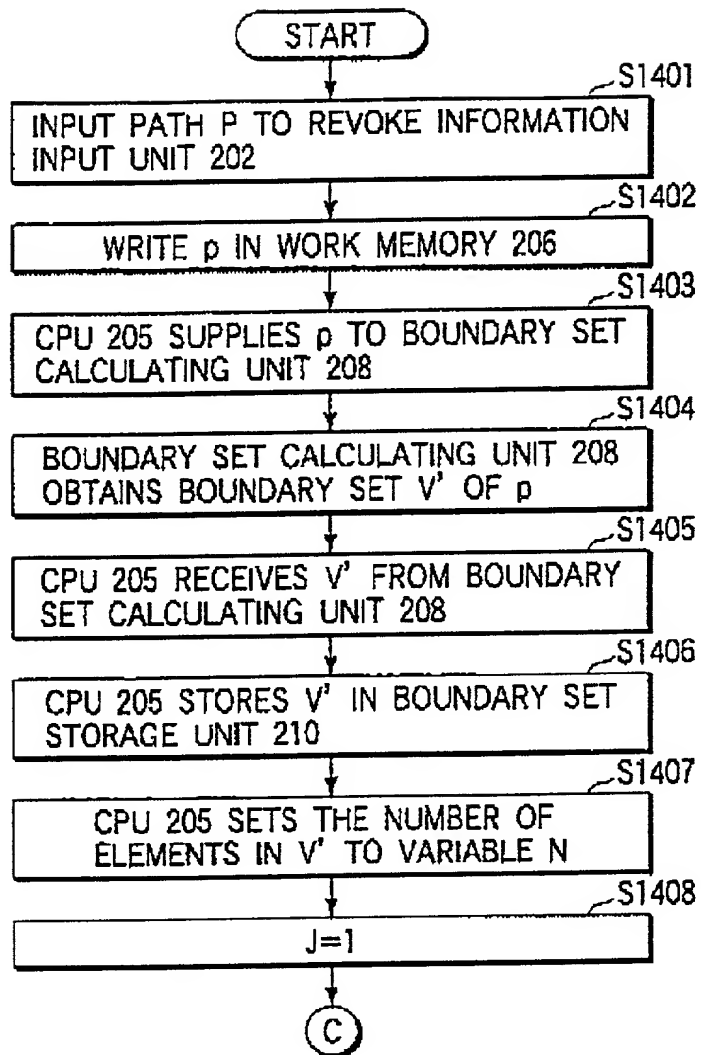 START
S1401
INPUT PATH P TO REVOKE INFORMATION
INPUT UNIT 202
S1402
WRITE p IN WORK MEMORY 206
S1403
CPU 205 SUPPLIES p TO BOUNDARY SET
CALCULATING UNIT 208
S1404
BOUNDARY SET CALCULATING UNIT 208
OBTAINS BOUNDARY SET V' OF p
S1405
CPU 205 RECEIVES V' FROM BOUNDARY
SET CALCULATING UNIT 208
S1406
CPU 205 STORES V' IN BOUNDARY SET
STORAGE UNIT 210
S1407
CPU 205 SETS THE NUMBER OF
ELEMENTS IN V' TO VARIABLE N
S1408
J=1
C